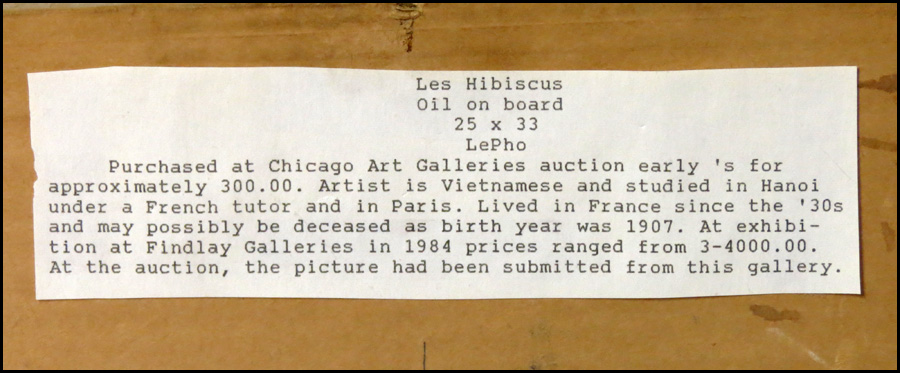 Les Hibiscus
Oil on board
25 x 33
LePho
Purchased at Chicago Art Galleries auction early 's for
approximately 300.00. Artist is Vietnamese and studied in Hanoi
under a French tutor and in Paris. Lived in France since the '30s
and may possibly be deceased as birth year was 1907. At exhibi-
tion at Findlay Galleries in 1984 prices ranged from 3-4000.00.
At the auction, the picture had been submitted from this gallery.